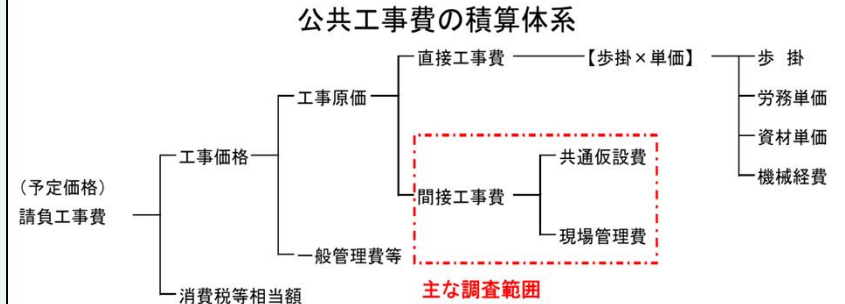 公共工事費の積算体系
直接工事費
【歩掛×単価】
歩 掛
工事原価
労務単価
資材単価
工事価格
共通仮設費
機械経費
(予定価格)
請負工事費
間接工事費
現場管理費
一般管理費等
消費税等相当額
主な調査範囲